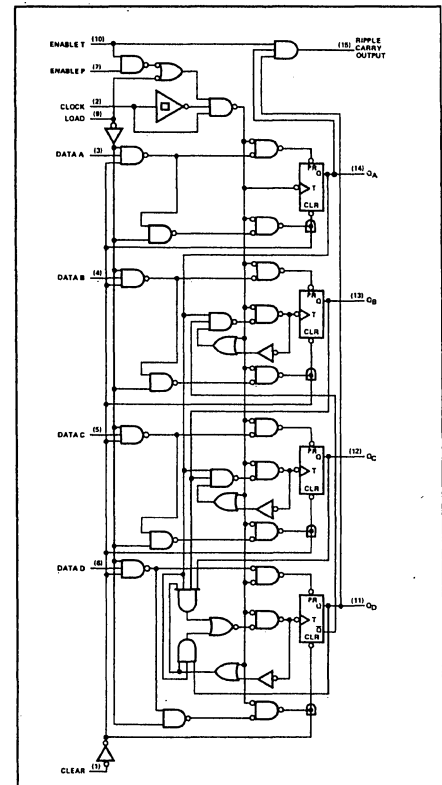 ENABLE T (10)
(15) RIPPLE
CARRY
OUTPUT
ENABLE P (7)
CLOCK (2)
LOAD (9)
DATA A (3)
PR
Q (14) QA
T
CLR
DATA B (4)
PR
Q (13) QB
T
CLR
DATA C (5)
PR
Q (12) QC
T
CLR
DATA D (6)
PR
Q (11) QD
T
Q
CLR
CLEAR (1)